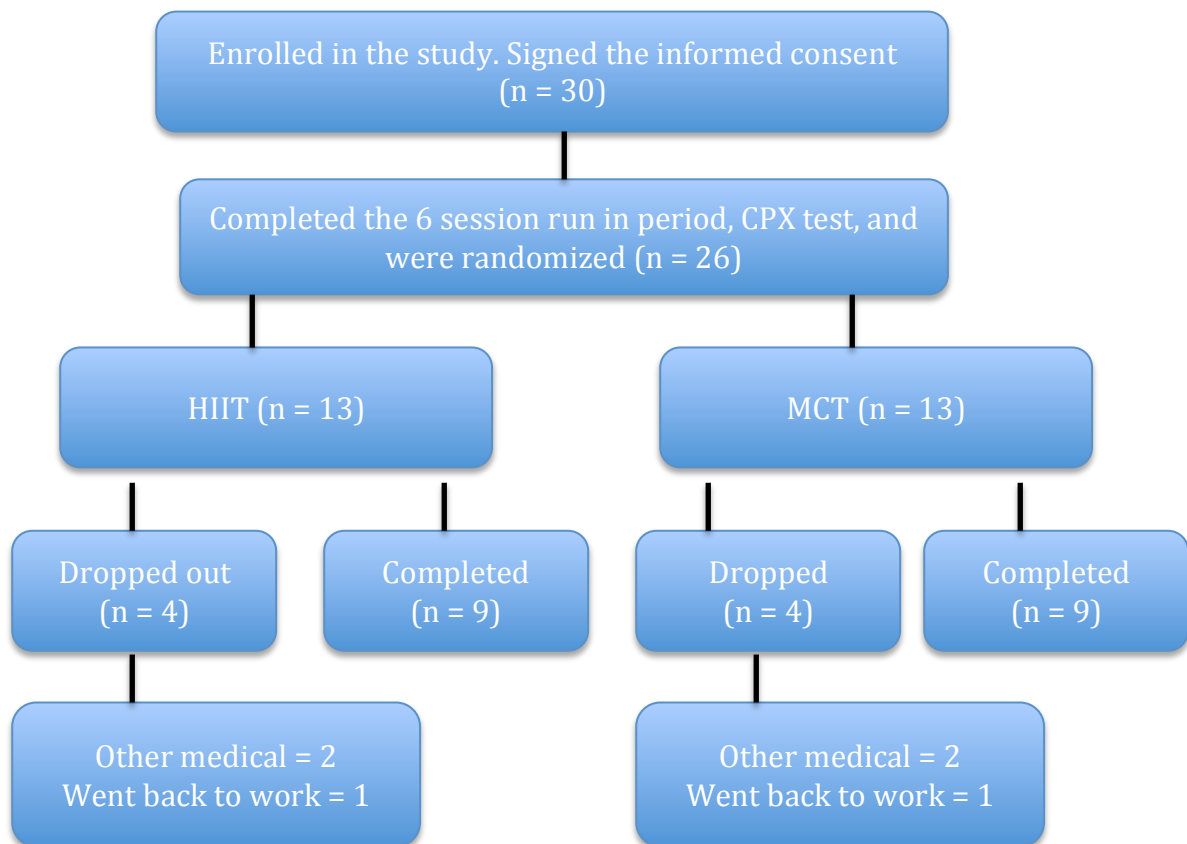 Enrolled in the study. Signed the informed consent
(n = 30)
Completed the 6 session run in period, CPX test, and
were randomized (n = 26)
HIIT (n = 13)
MCT (n = 13)
Dropped out
(n = 4)
Completed
(n = 9)
Dropped
(n = 4)
Completed
(n = 9)
Other medical = 2
Went back to work = 1
Other medical = 2
Went back to work = 1